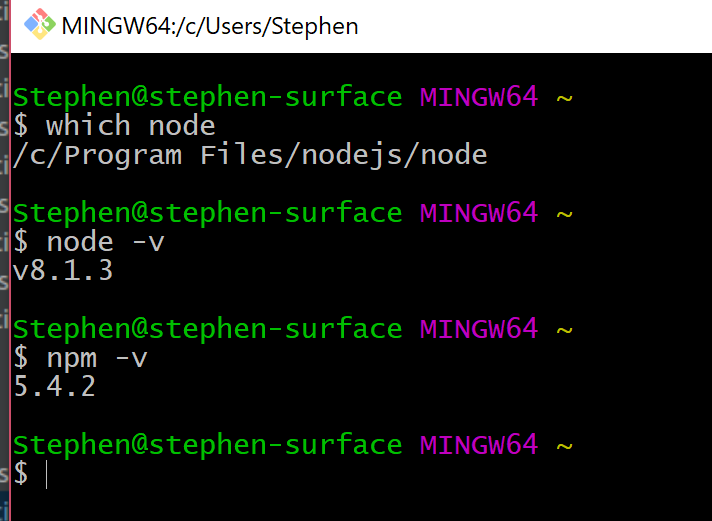 MINGW64:/c/Users/Stephen
Stephen@stephen-surface MINGW64 ~
$ which node
/c/Program Files/nodejs/node
Stephen@stephen-surface MINGW64 ~
$ node -v
v8.1.3
Stephen@stephen-surface MINGW64 ~
$ npm -v
5.4.2
Stephen@stephen-surface MINGW64 ~
$